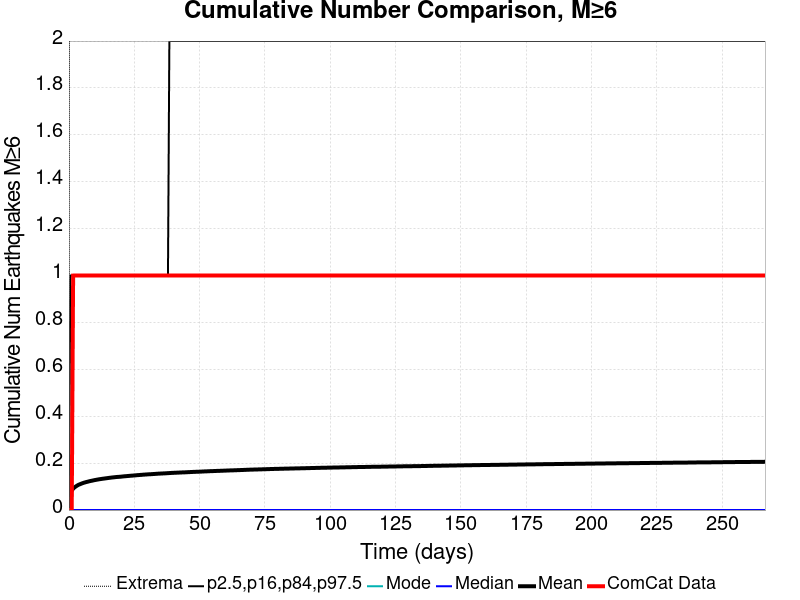 Cumulative Number Comparison, M≥6
Cumulative Num Earthquakes M≥6
2
1.8
1.6
1.4
1.2
1
0.8
0.6
0.4
0.2
0
0 25 50 75 100 125 150 175 200 225 250
Time (days)
Extrema p2.5,p16,p84,p97.5 Mode Median Mean ComCat Data